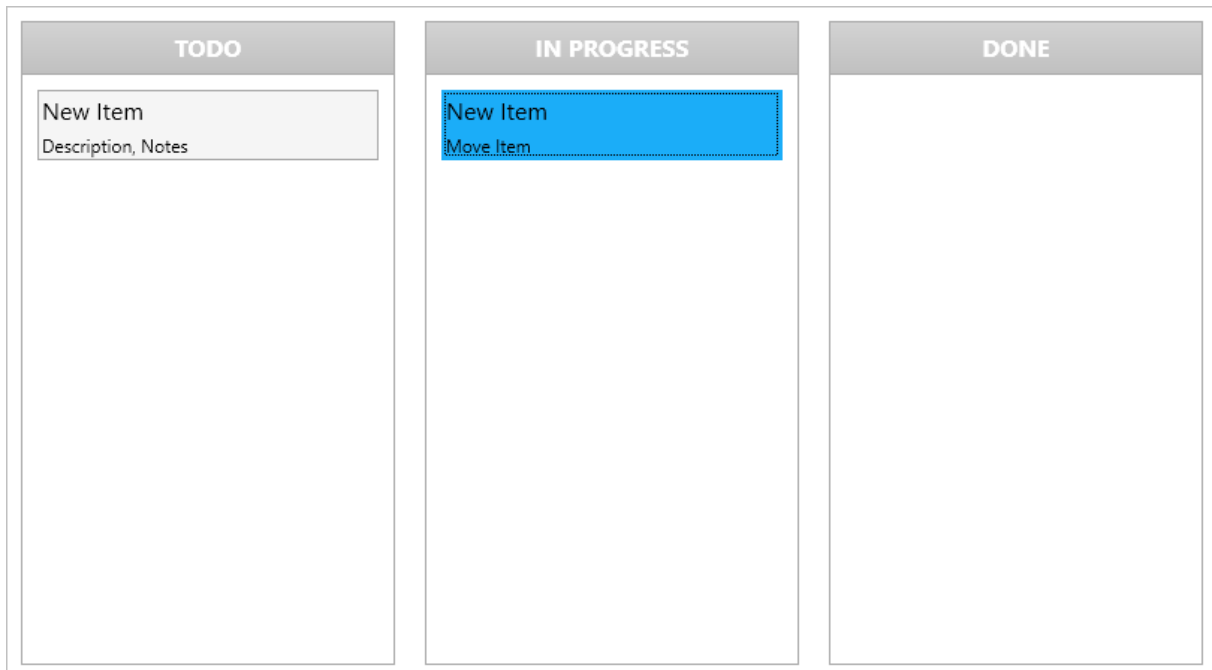 TODO
New Item
Description, Notes
IN PROGRESS
New Item
Move Item
DONE